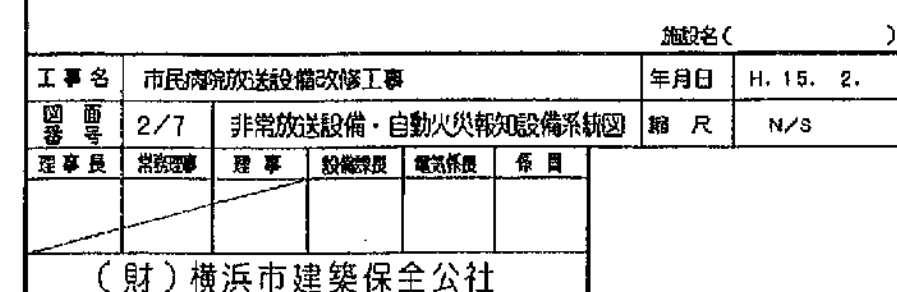 施設名( )
工事名 市民病院放送設備改修工事 年月日 H. 15. 2.
図面番号 2/7 非常放送設備・自動火災報知設備系統図 縮尺 N/S
理事長 常務理事 理事 設備課長 電気係長 係員
(財)横浜市建築保全公社